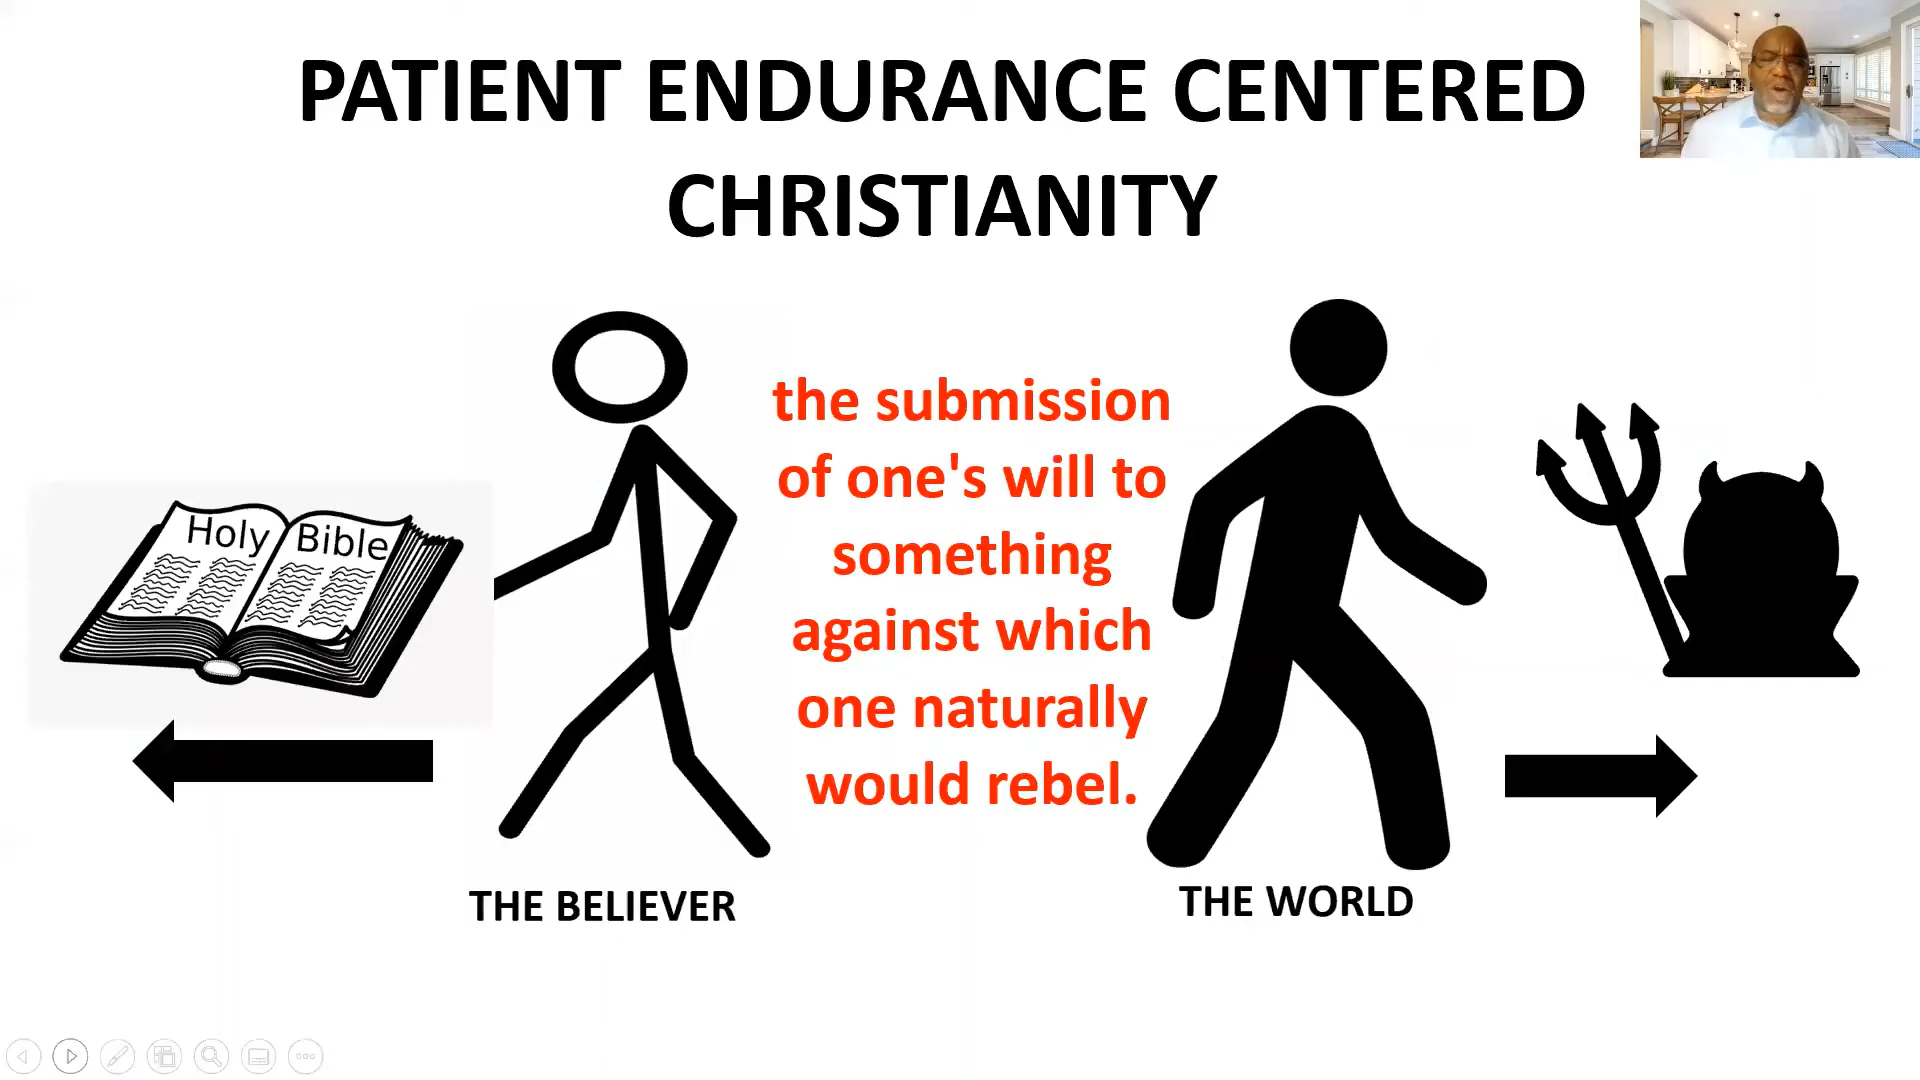 PATIENT ENDURANCE CENTERED
CHRISTIANITY
the submission
of one's will to
something
against which
one naturally
would rebel.
Holy Bible
THE BELIEVER
THE WORLD